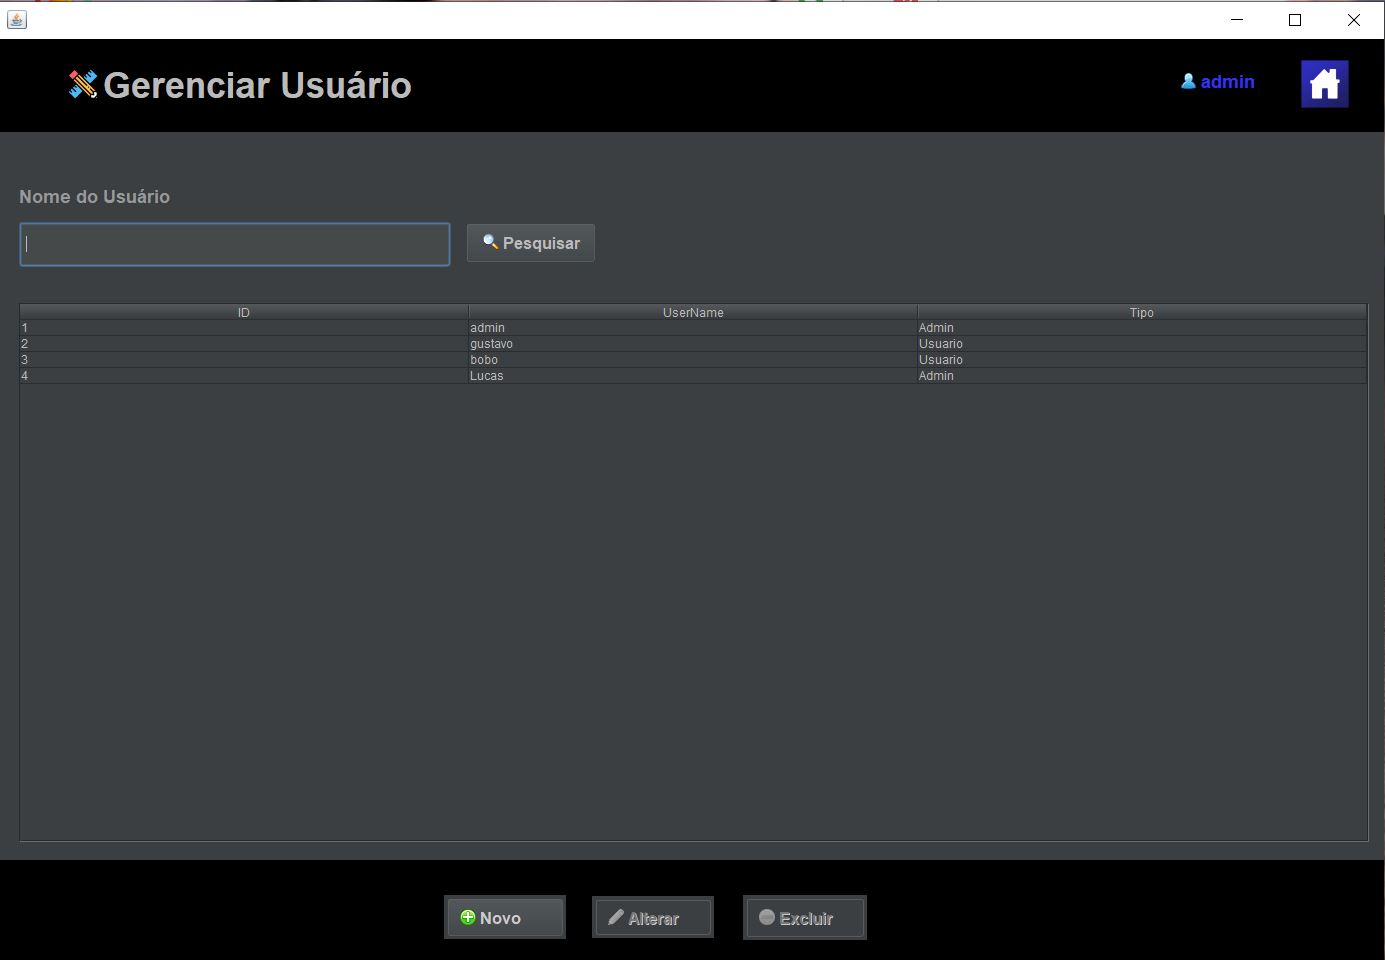 Gerenciar Usuário
admin
Nome do Usuário
Pesquisar
ID UserName Tipo
1 admin Admin
2 gustavo Usuario
3 bobo Usuario
4 Lucas Admin
Novo Alterar Excluir